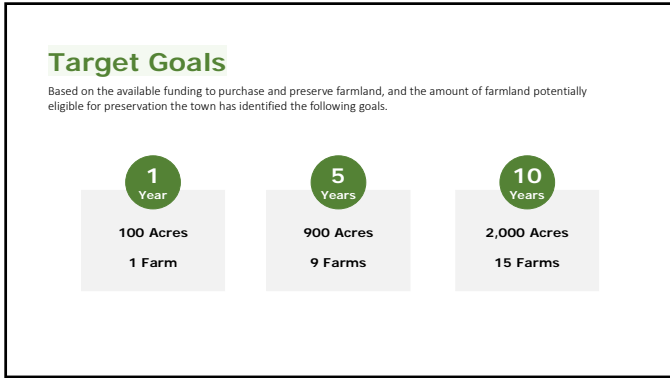 Target Goals
Based on the available funding to purchase and preserve farmland, and the amount of farmland potentially
eligible for preservation the town has identified the following goals.
1
Year
100 Acres
1 Farm
5
Years
900 Acres
9 Farms
10
Years
2,000 Acres
15 Farms